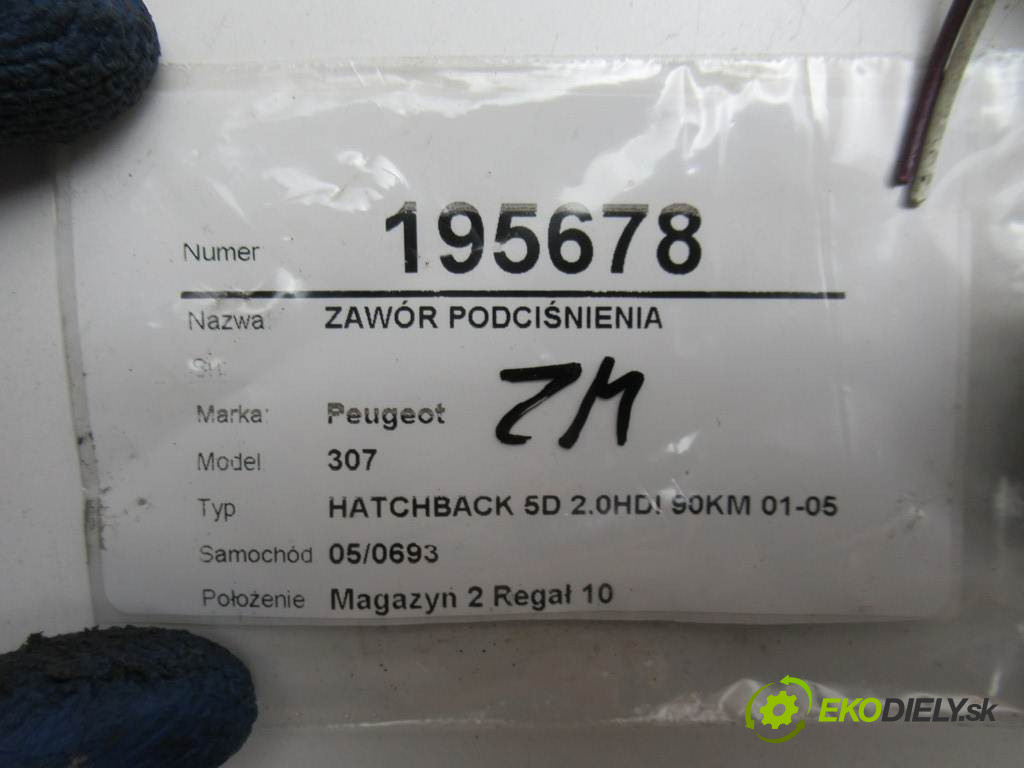 Numer 195678
Nazwa: ZAWÓR PODCIŚNIENIA
Marka: Peugeot
ZM
Model 307
Typ HATCHBACK 5D 2.0HDI 90KM 01-05
Samochód 05/0693
Położenie Magazyn 2 Regał 10
EKODIELY.sk